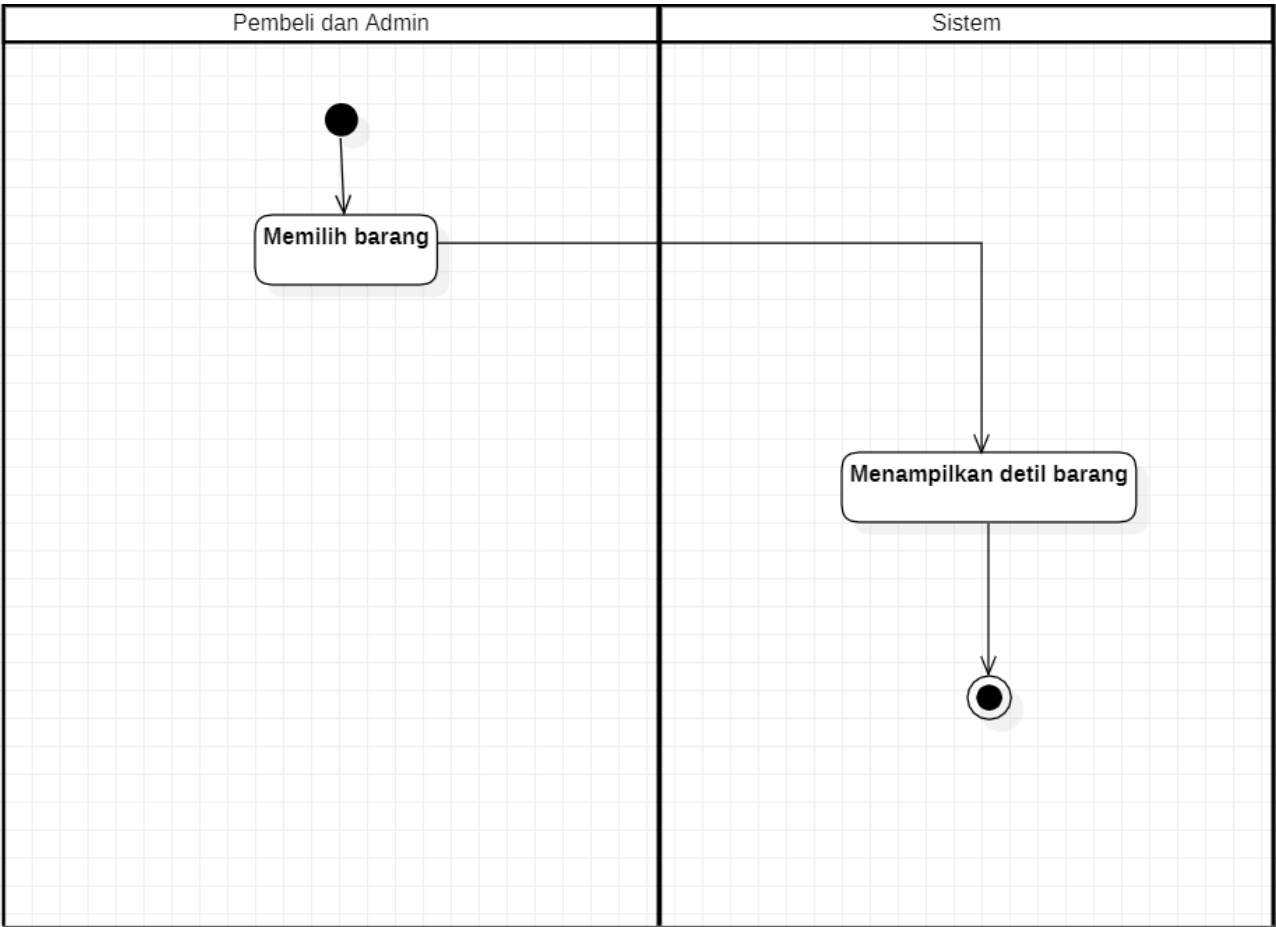 Pembeli dan Admin
Sistem
Memilih barang
Menampilkan detil barang